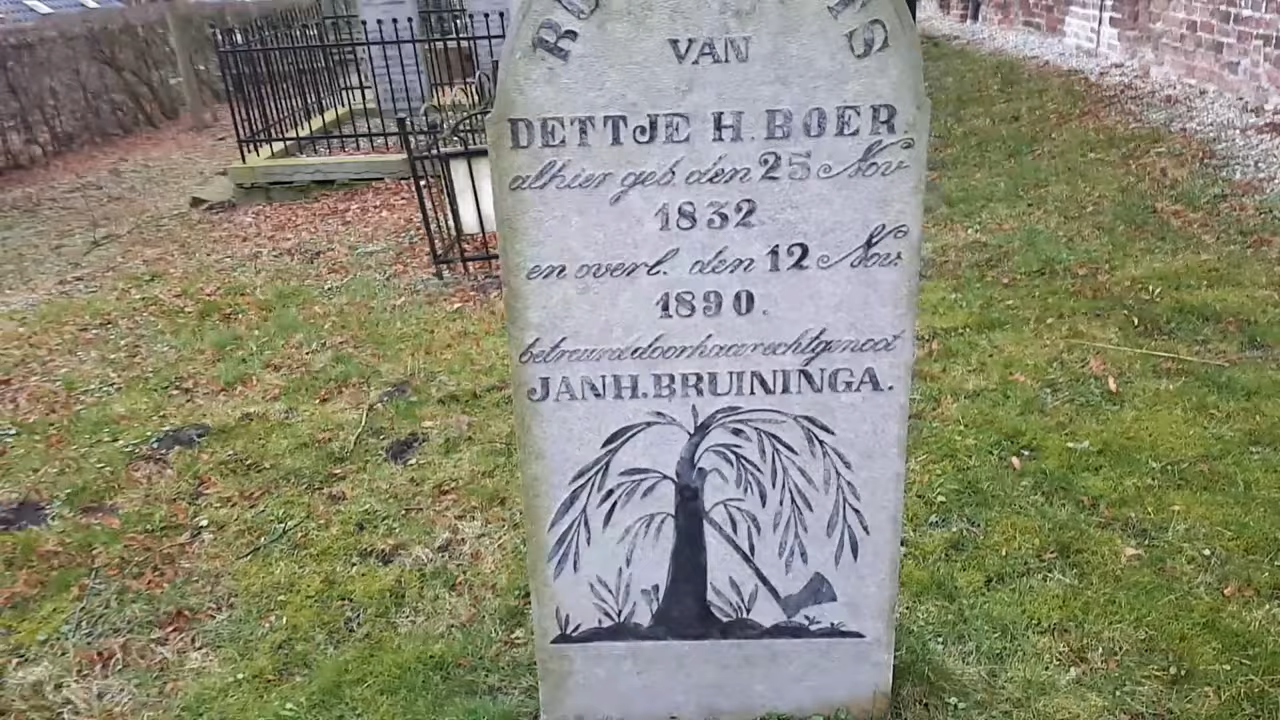 VAN
DETTJE H. BOER.
alhier geb. den 25 Nov.
1832
en overl. den 12 Nov.
1890.
betreurd door haar echtgenoot
JAN H. BRUININGA.